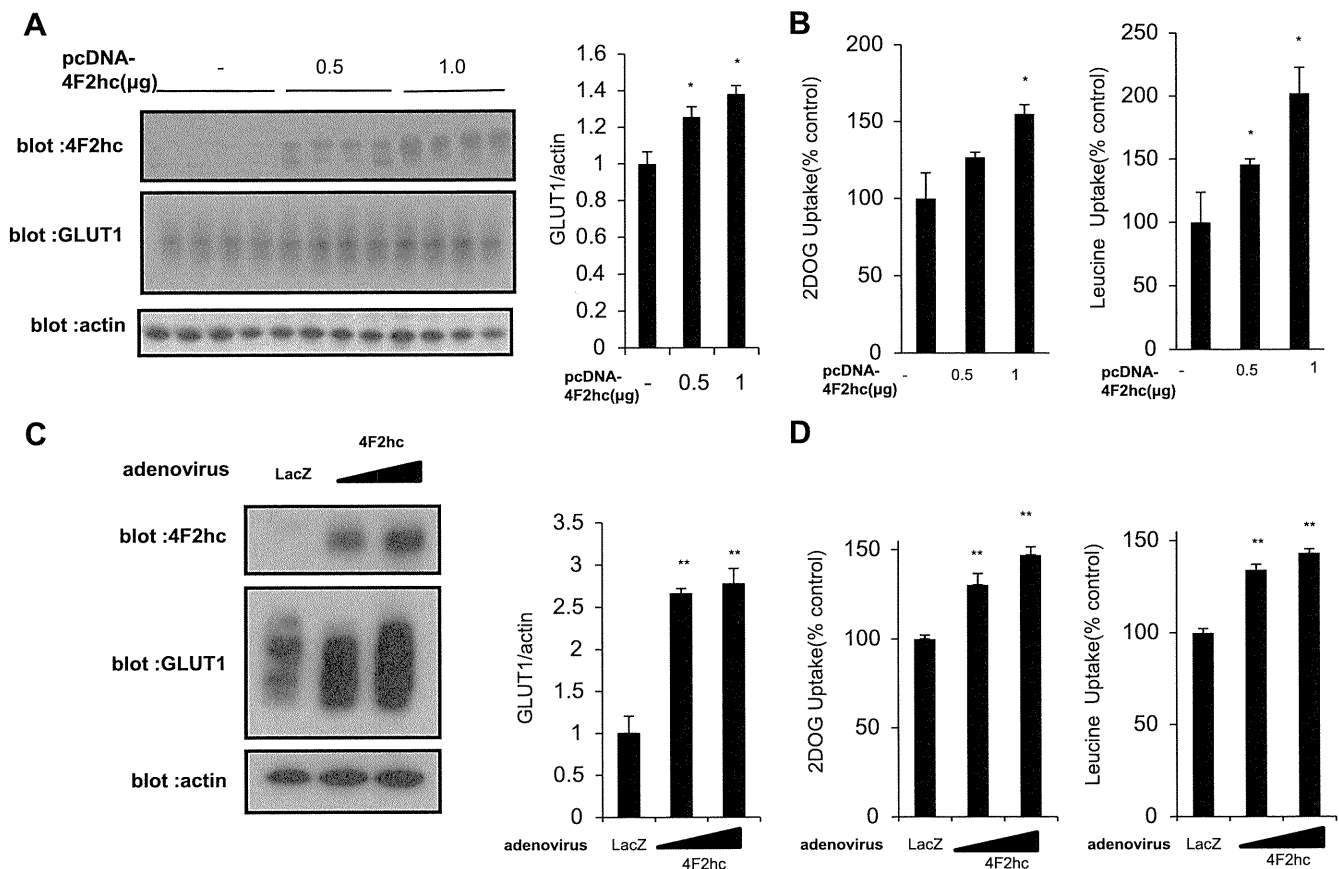 A
pcDNA-
4F2hc(µg)
- 0.5 1.0
blot :4F2hc
blot :GLUT1
blot :actin
GLUT1/actin
1.6
1.4
1.2
1
0.8
0.6
0.4
0.2
0
* *
- 0.5 1
pcDNA-
4F2hc(µg)
B
2DOG Uptake(% control)
200
150
100
50
0
*
pcDNA-
4F2hc(µg)
- 0.5 1
Leucine Uptake(% control)
250
200
150
100
50
0
* *
pcDNA-
4F2hc(µg)
- 0.5 1
C
4F2hc
adenovirus LacZ
blot :4F2hc
blot :GLUT1
blot :actin
GLUT1/actin
3.5
3
2.5
2
1.5
1
0.5
0
** **
adenovirus LacZ
4F2hc
D
2DOG Uptake(% control)
150
100
50
0
** **
adenovirus LacZ
4F2hc
Leucine Uptake(% control)
150
100
50
0
** **
adenovirus LacZ
4F2hc